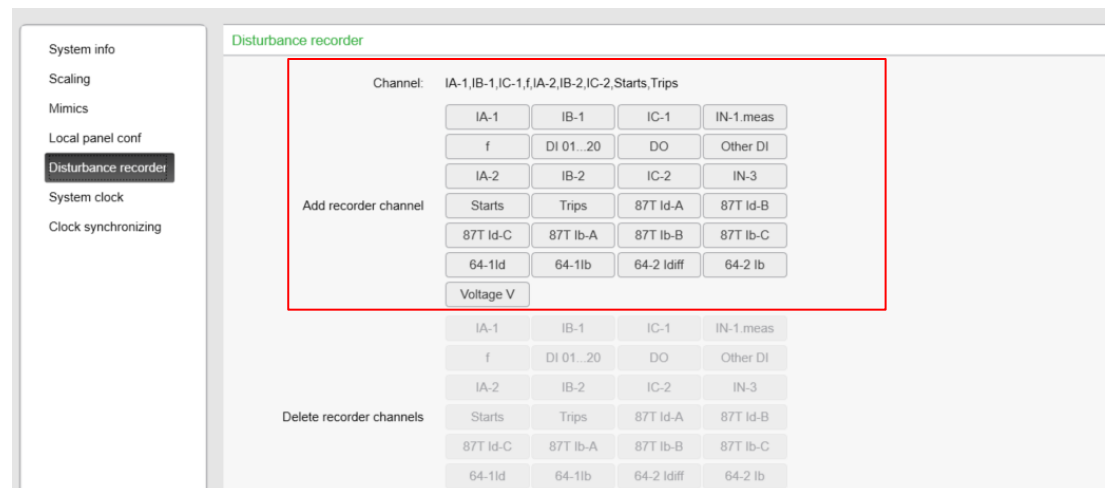 System info
Scaling
Mimics
Local panel conf
Disturbance recorder
System clock
Clock synchronizing
Disturbance recorder
Channel: IA-1,IB-1,IC-1,f,IA-2,IB-2,IC-2,Starts,Trips
Add recorder channel
IA-1 IB-1 IC-1 IN-1.meas
f DI 01...20 DO Other DI
IA-2 IB-2 IC-2 IN-3
Starts Trips 87T Id-A 87T Id-B
87T Id-C 87T Ib-A 87T Ib-B 87T Ib-C
64-1Id 64-1Ib 64-2 Idiff 64-2 Ib
Voltage V
Delete recorder channels
IA-1 IB-1 IC-1 IN-1.meas
f DI 01...20 DO Other DI
IA-2 IB-2 IC-2 IN-3
Starts Trips 87T Id-A 87T Id-B
87T Id-C 87T Ib-A 87T Ib-B 87T Ib-C
64-1Id 64-1Ib 64-2 Idiff 64-2 Ib